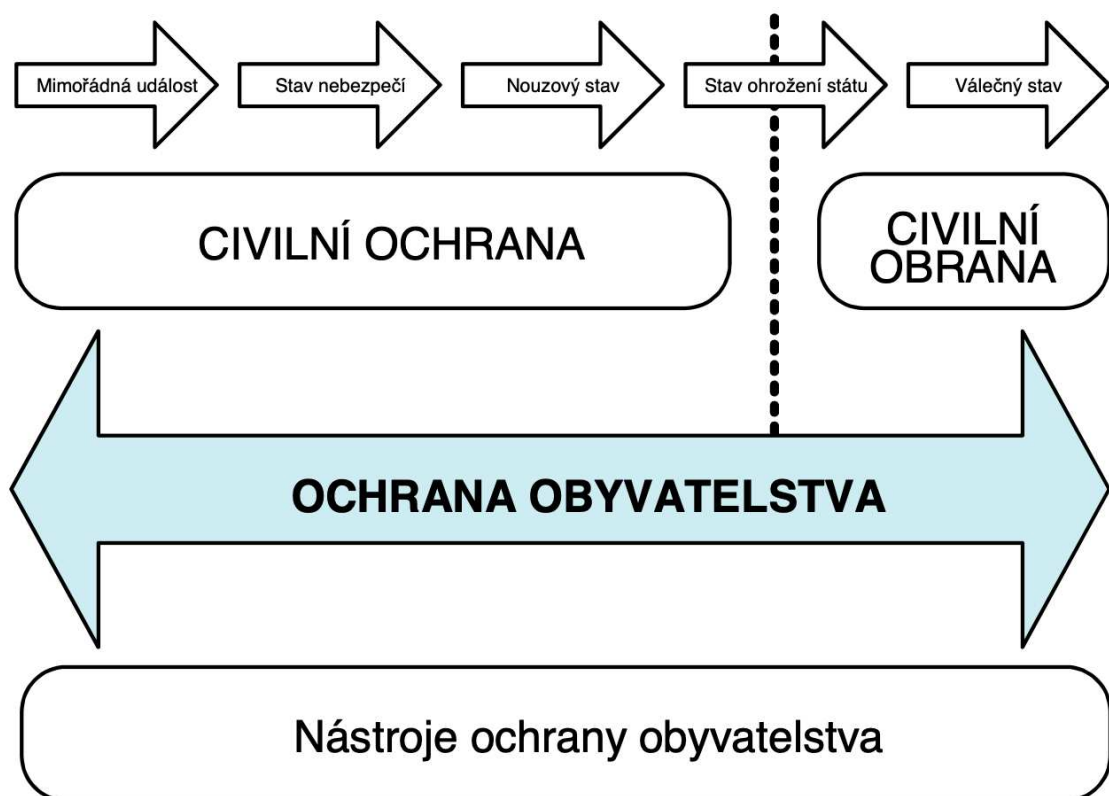 Mimořádná událost
Stav nebezpečí
Nouzový stav
Stav ohrožení státu
Válečný stav
CIVILNÍ OCHRANA
CIVILNÍ
OBRANA
OCHRANA OBYVATELSTVA
Nástroje ochrany obyvatelstva